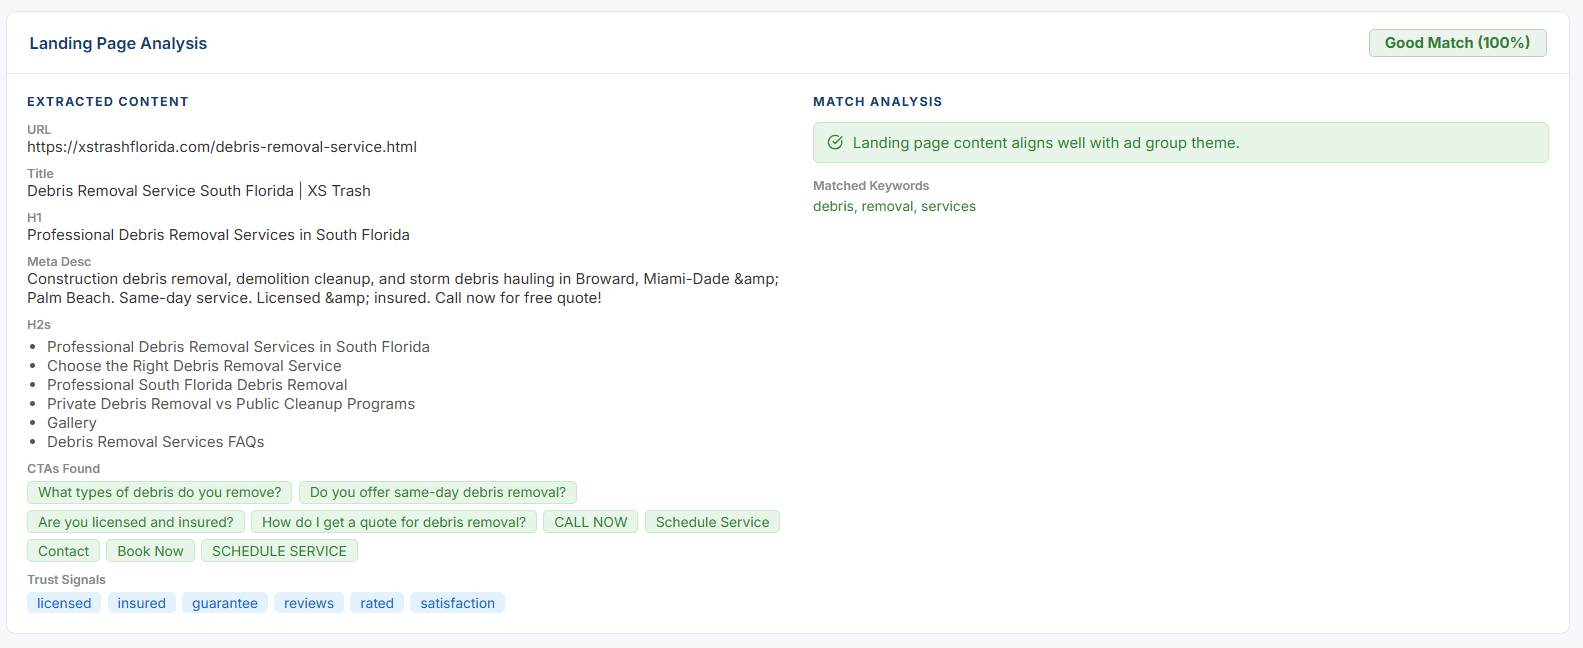 Landing Page Analysis
Good Match (100%)
EXTRACTED CONTENT
URL
https://xstrashflorida.com/debris-removal-service.html
Title
Debris Removal Service South Florida | XS Trash
H1
Professional Debris Removal Services in South Florida
Meta Desc
Construction debris removal, demolition cleanup, and storm debris hauling in Broward, Miami-Dade &amp;
Palm Beach. Same-day service. Licensed &amp; insured. Call now for free quote!
H2s
• Professional Debris Removal Services in South Florida
• Choose the Right Debris Removal Service
• Professional South Florida Debris Removal
• Private Debris Removal vs Public Cleanup Programs
• Gallery
• Debris Removal Services FAQs
CTAs Found
What types of debris do you remove? Do you offer same-day debris removal?
Are you licensed and insured? How do I get a quote for debris removal? CALL NOW Schedule Service
Contact Book Now SCHEDULE SERVICE
Trust Signals
licensed insured guarantee reviews rated satisfaction
MATCH ANALYSIS
Landing page content aligns well with ad group theme.
Matched Keywords
debris, removal, services